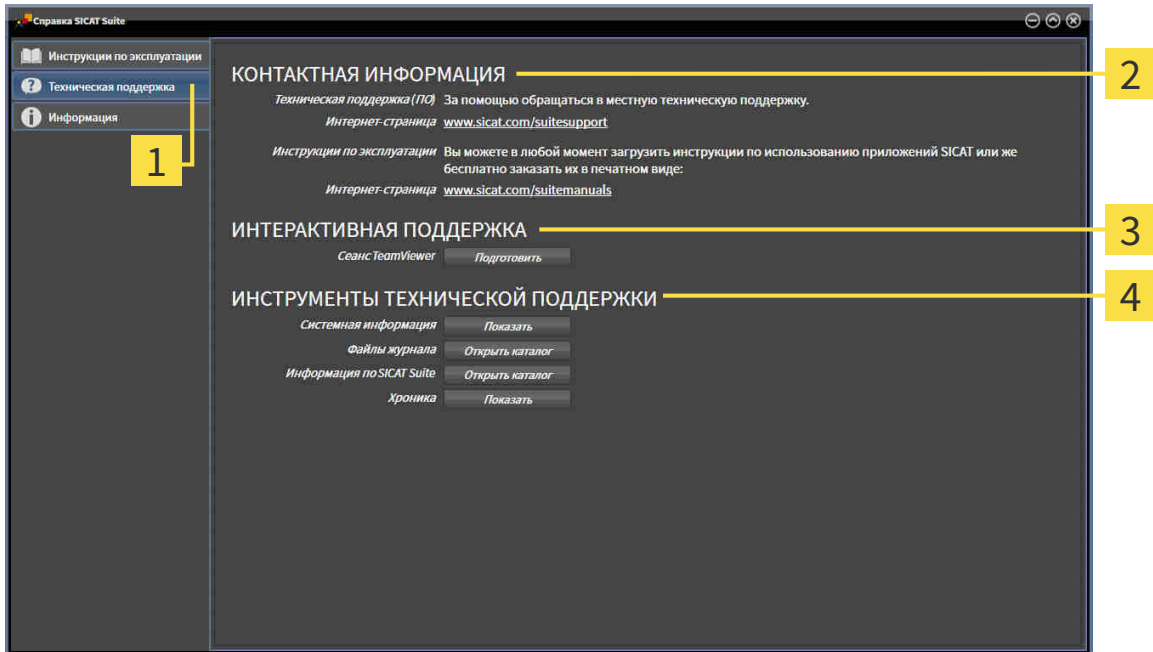 Справка SICAT Suite
Инструкции по эксплуатации
Техническая поддержка
Информация
1
КОНТАКТНАЯ ИНФОРМАЦИЯ
2
Техническая поддержка (ПО) За помощью обращаться в местную техническую поддержку.
Интернет-страница www.sicat.com/suitesupport
Инструкции по эксплуатации Вы можете в любой момент загрузить инструкции по использованию приложений SICAT или же
бесплатно заказать их в печатном виде:
Интернет-страница www.sicat.com/suitemanuals
ИНТЕРАКТИВНАЯ ПОДДЕРЖКА
3
Сеанс TeamViewer Подготовить
ИНСТРУМЕНТЫ ТЕХНИЧЕСКОЙ ПОДДЕРЖКИ
4
Системная информация Показать
Файлы журнала Открыть каталог
Информация по SICAT Suite Открыть каталог
Хроника Показать